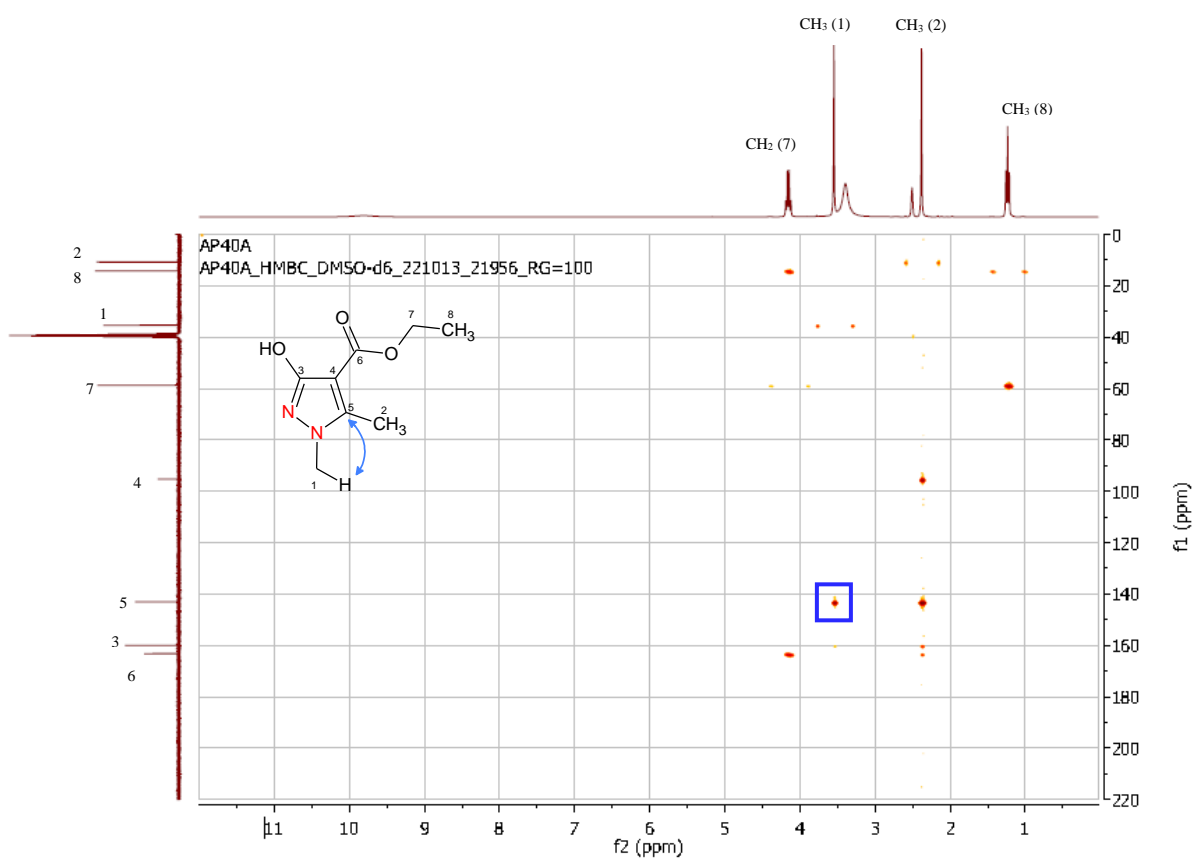 CH₃ (1)
CH₃ (2)
CH₃ (8)
CH₂ (7)
2
8
1
7
4
5
3
6
AP40A
AP40A_HMBC_DMSO-d6_221013_21956_RG=100
O
7
8
CH₃
HO
6
O
3
4
N
5
2
CH₃
N
1
H
0
20
40
60
80
100
120
140
160
180
200
220
f1 (ppm)
11 10 9 8 7 6 5 4 3 2 1
f2 (ppm)